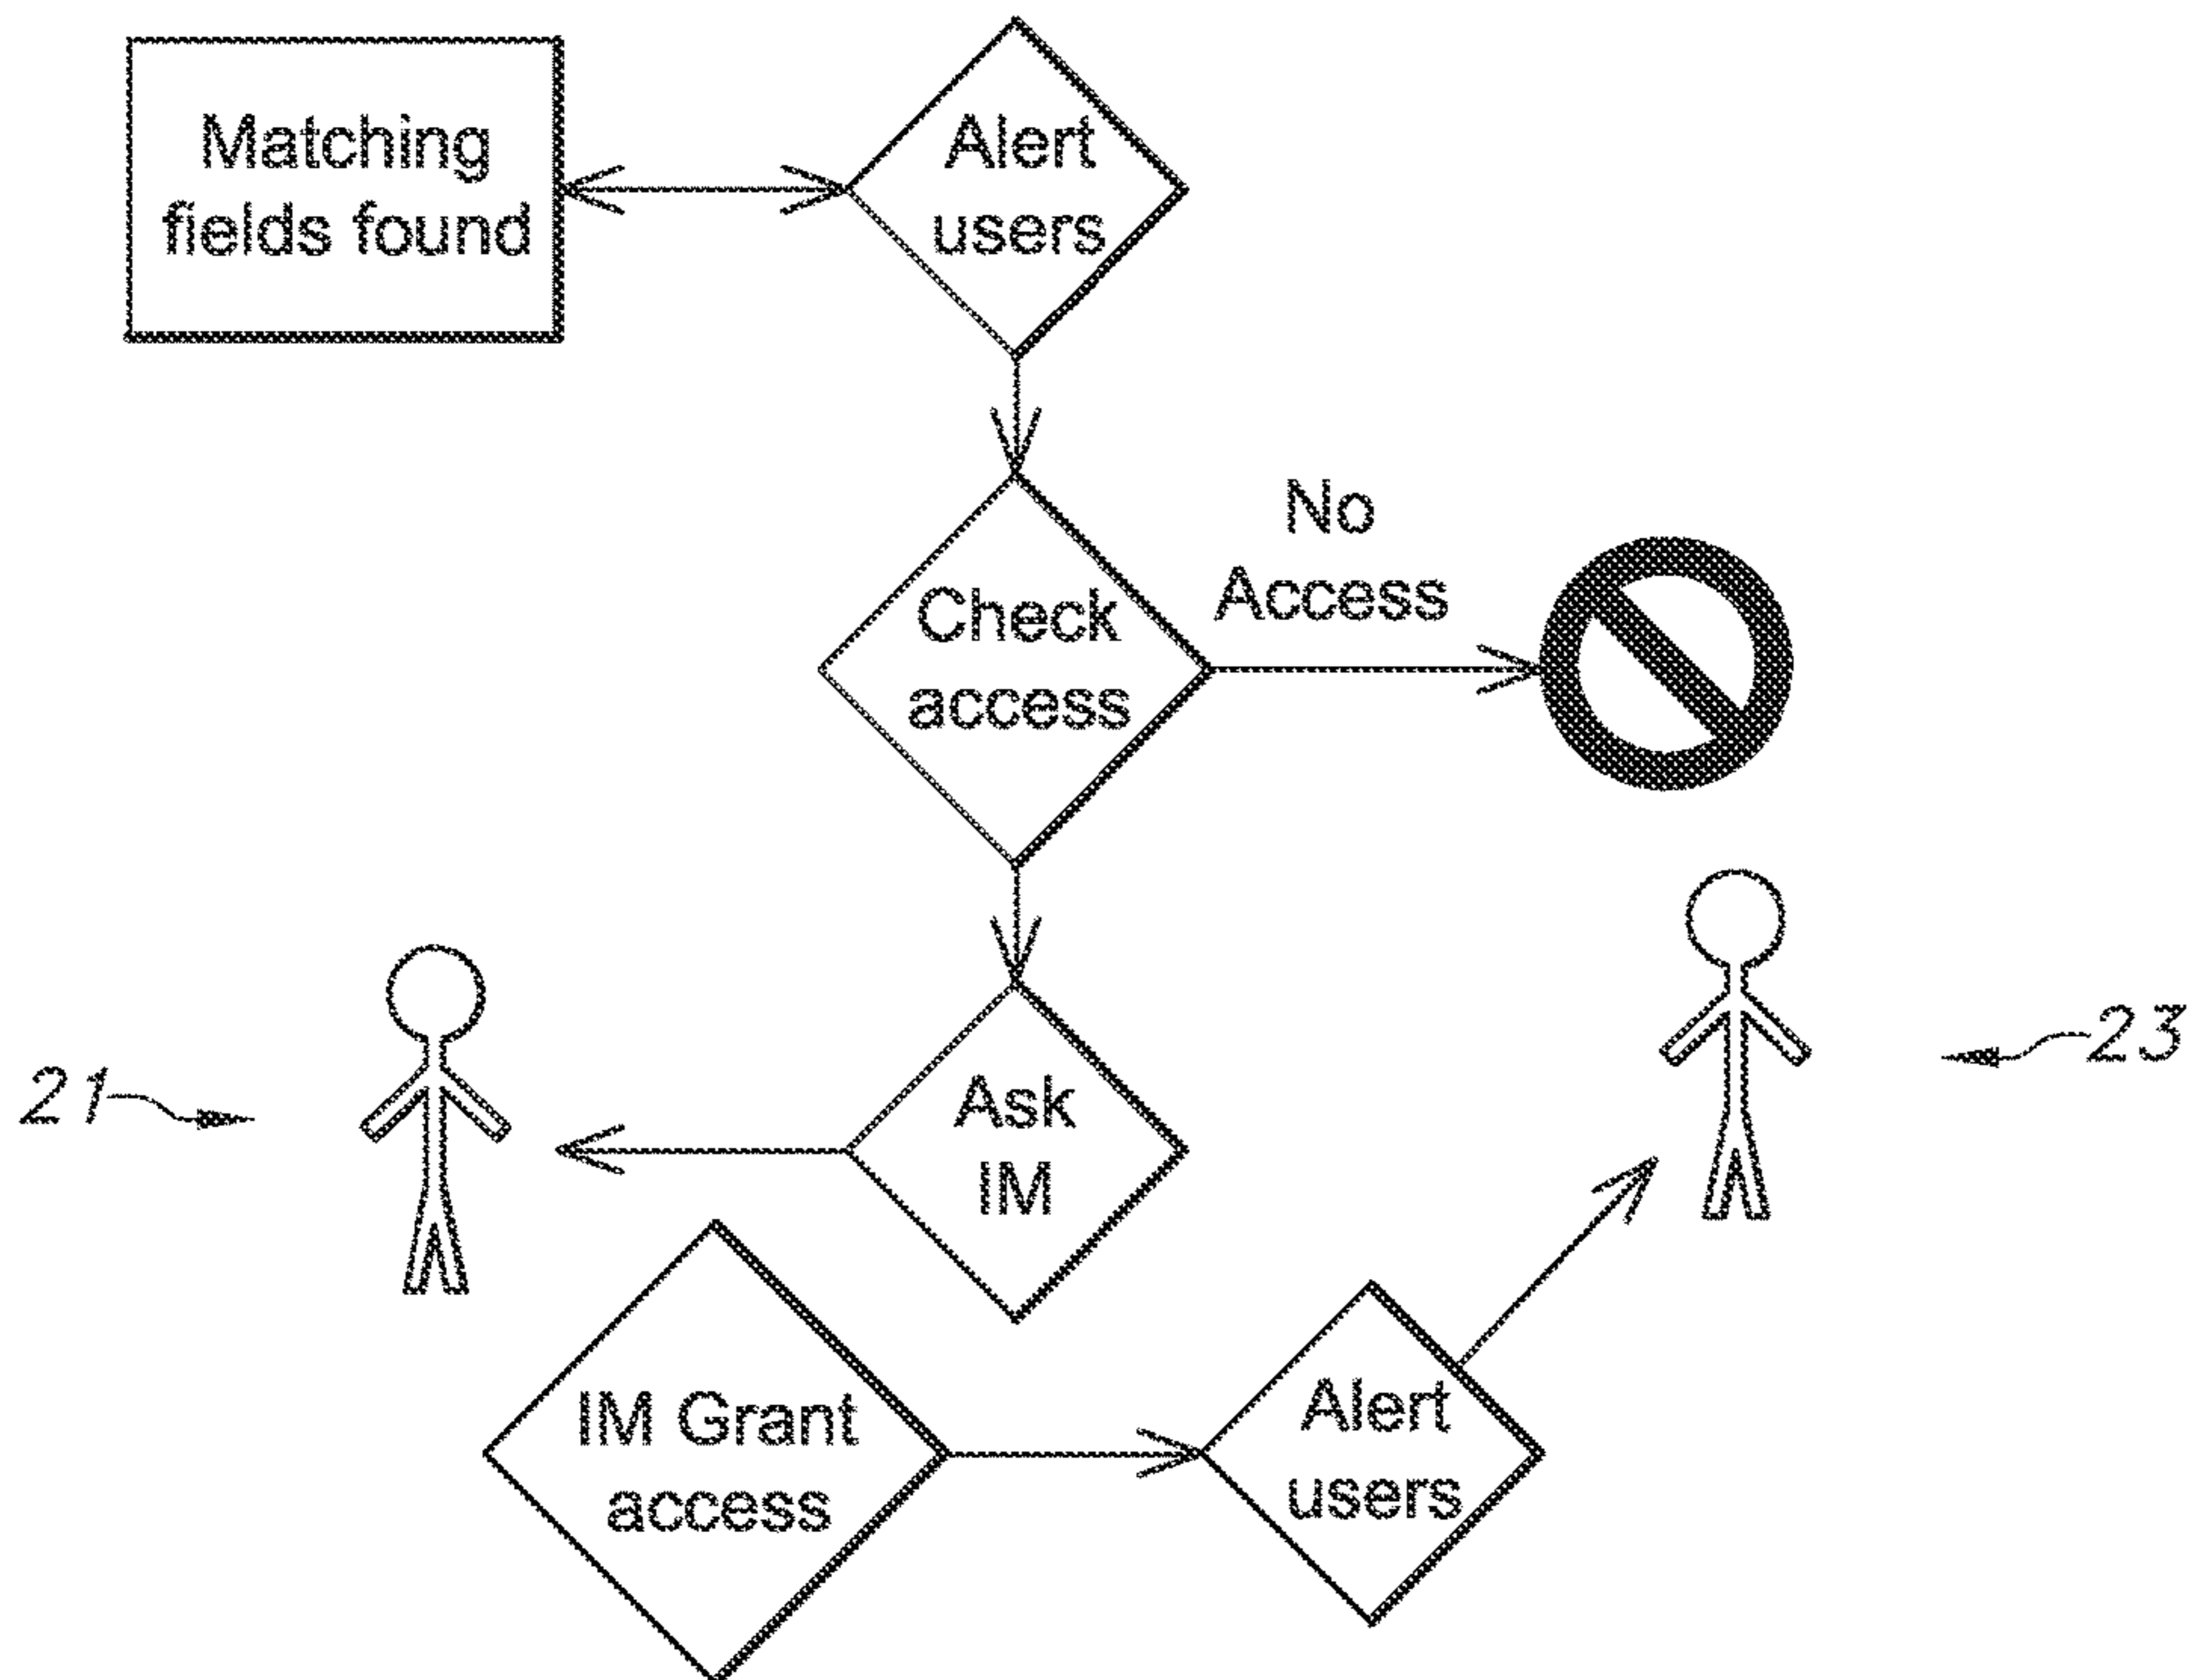 Matching
fields found
Alert
users
No
Access
Check
access
21
23
Ask
IM
IM Grant
access
Alert
users